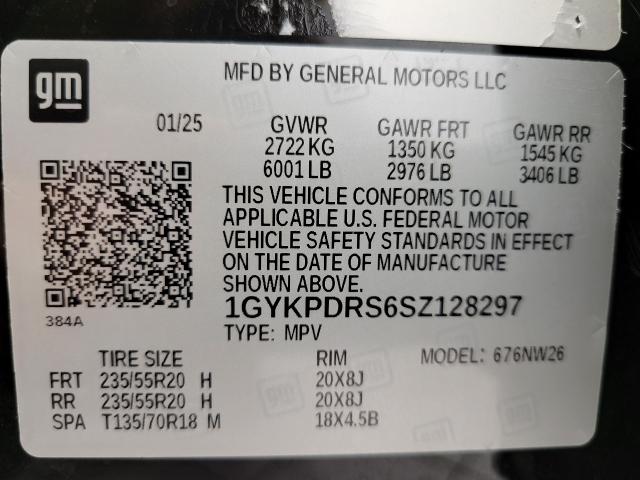 gm
MFD BY GENERAL MOTORS LLC
01/25 GVWR GAWR FRT GAWR RR
2722 KG 1350 KG 1545 KG
6001 LB 2976 LB 3406 LB
THIS VEHICLE CONFORMS TO ALL
APPLICABLE U.S. FEDERAL MOTOR
VEHICLE SAFETY STANDARDS IN EFFECT
ON THE DATE OF MANUFACTURE
SHOWN ABOVE.
384A
1GYKPDRS6SZ128297
TYPE: MPV
TIRE SIZE RIM MODEL: 676NW26
FRT 235/55R20 H 20X8J
RR 235/55R20 H 20X8J
SPA T135/70R18 M 18X4.5B